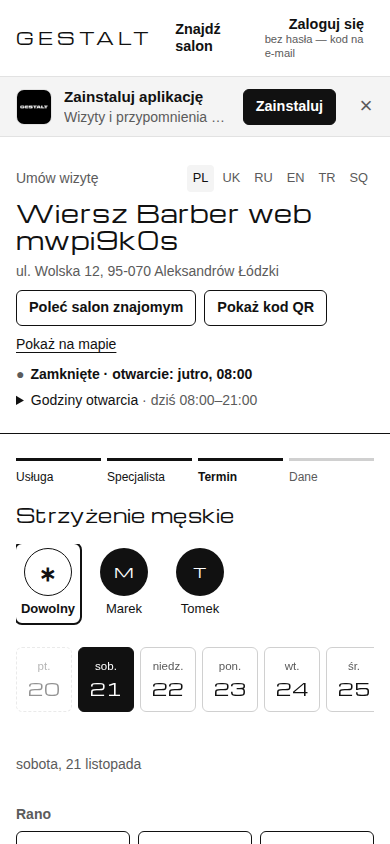 GESTALT
Znajdź salon
Zaloguj się
bez hasła — kod na e-mail
GESTALT
Zainstaluj aplikację
Wizyty i przypomnienia …
Zainstaluj
×
Umów wizytę
PL UK RU EN TR SQ
Wiersz Barber web
mwpi9k0s
ul. Wolska 12, 95-070 Aleksandrów Łódzki
Poleć salon znajomym
Pokaż kod QR
Pokaż na mapie
● Zamknięte · otwarcie: jutro, 08:00
▶ Godziny otwarcia · dziś 08:00–21:00
Usługa Specjalista Termin Dane
Strzyżenie męskie
* M T
Dowolny Marek Tomek
pt. sob. niedz. pon. wt. śr.
20 21 22 23 24 25
sobota, 21 listopada
Rano